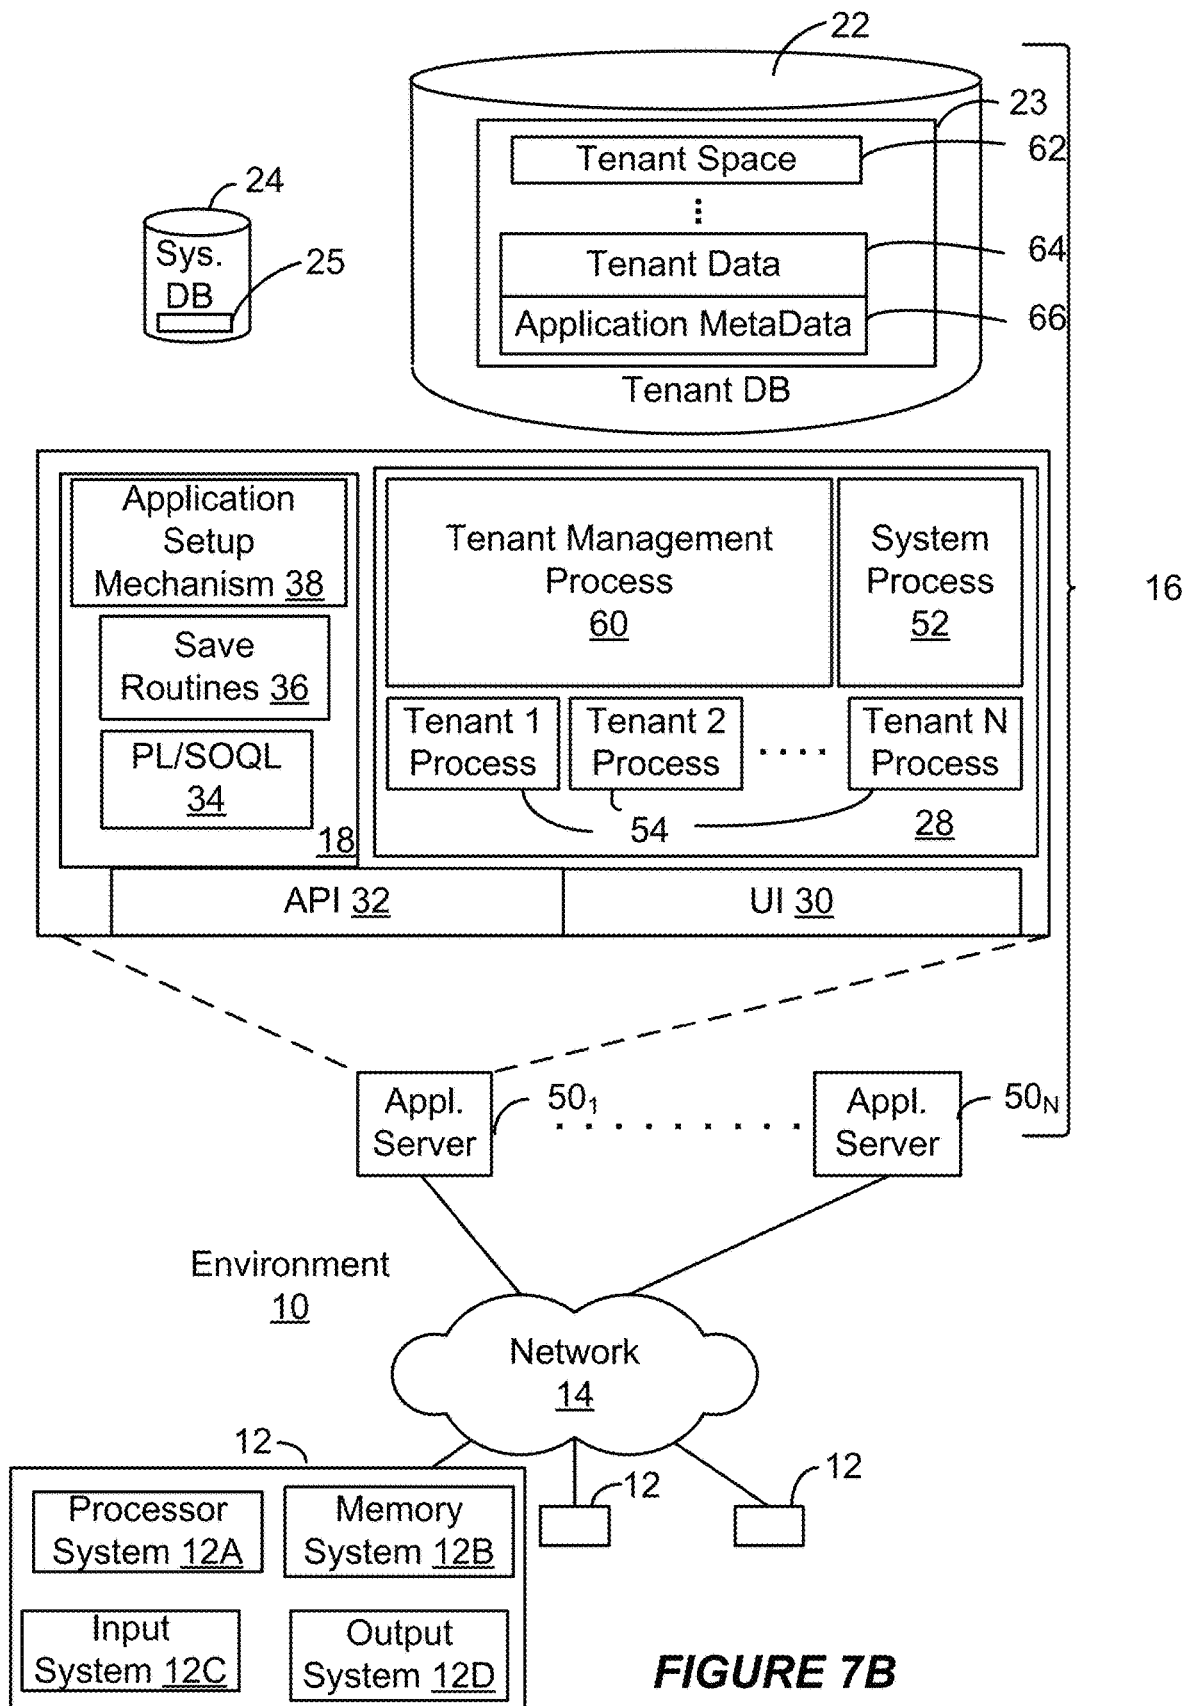 22
23
Tenant Space
62
24
Sys.
DB
25
Tenant Data
64
Application MetaData
66
Tenant DB
Application
Setup
Mechanism 38
Tenant Management
Process
60
System
Process
52
16
Save
Routines 36
Tenant 1
Process
Tenant 2
Process
Tenant N
Process
PL/SOQL
34
18
54
28
API 32
UI 30
Appl.
Server
50₁
Appl.
Server
50ₙ
Environment
10
Network
14
12
12
12
Processor
System 12A
Memory
System 12B
Input
System 12C
Output
System 12D
FIGURE 7B